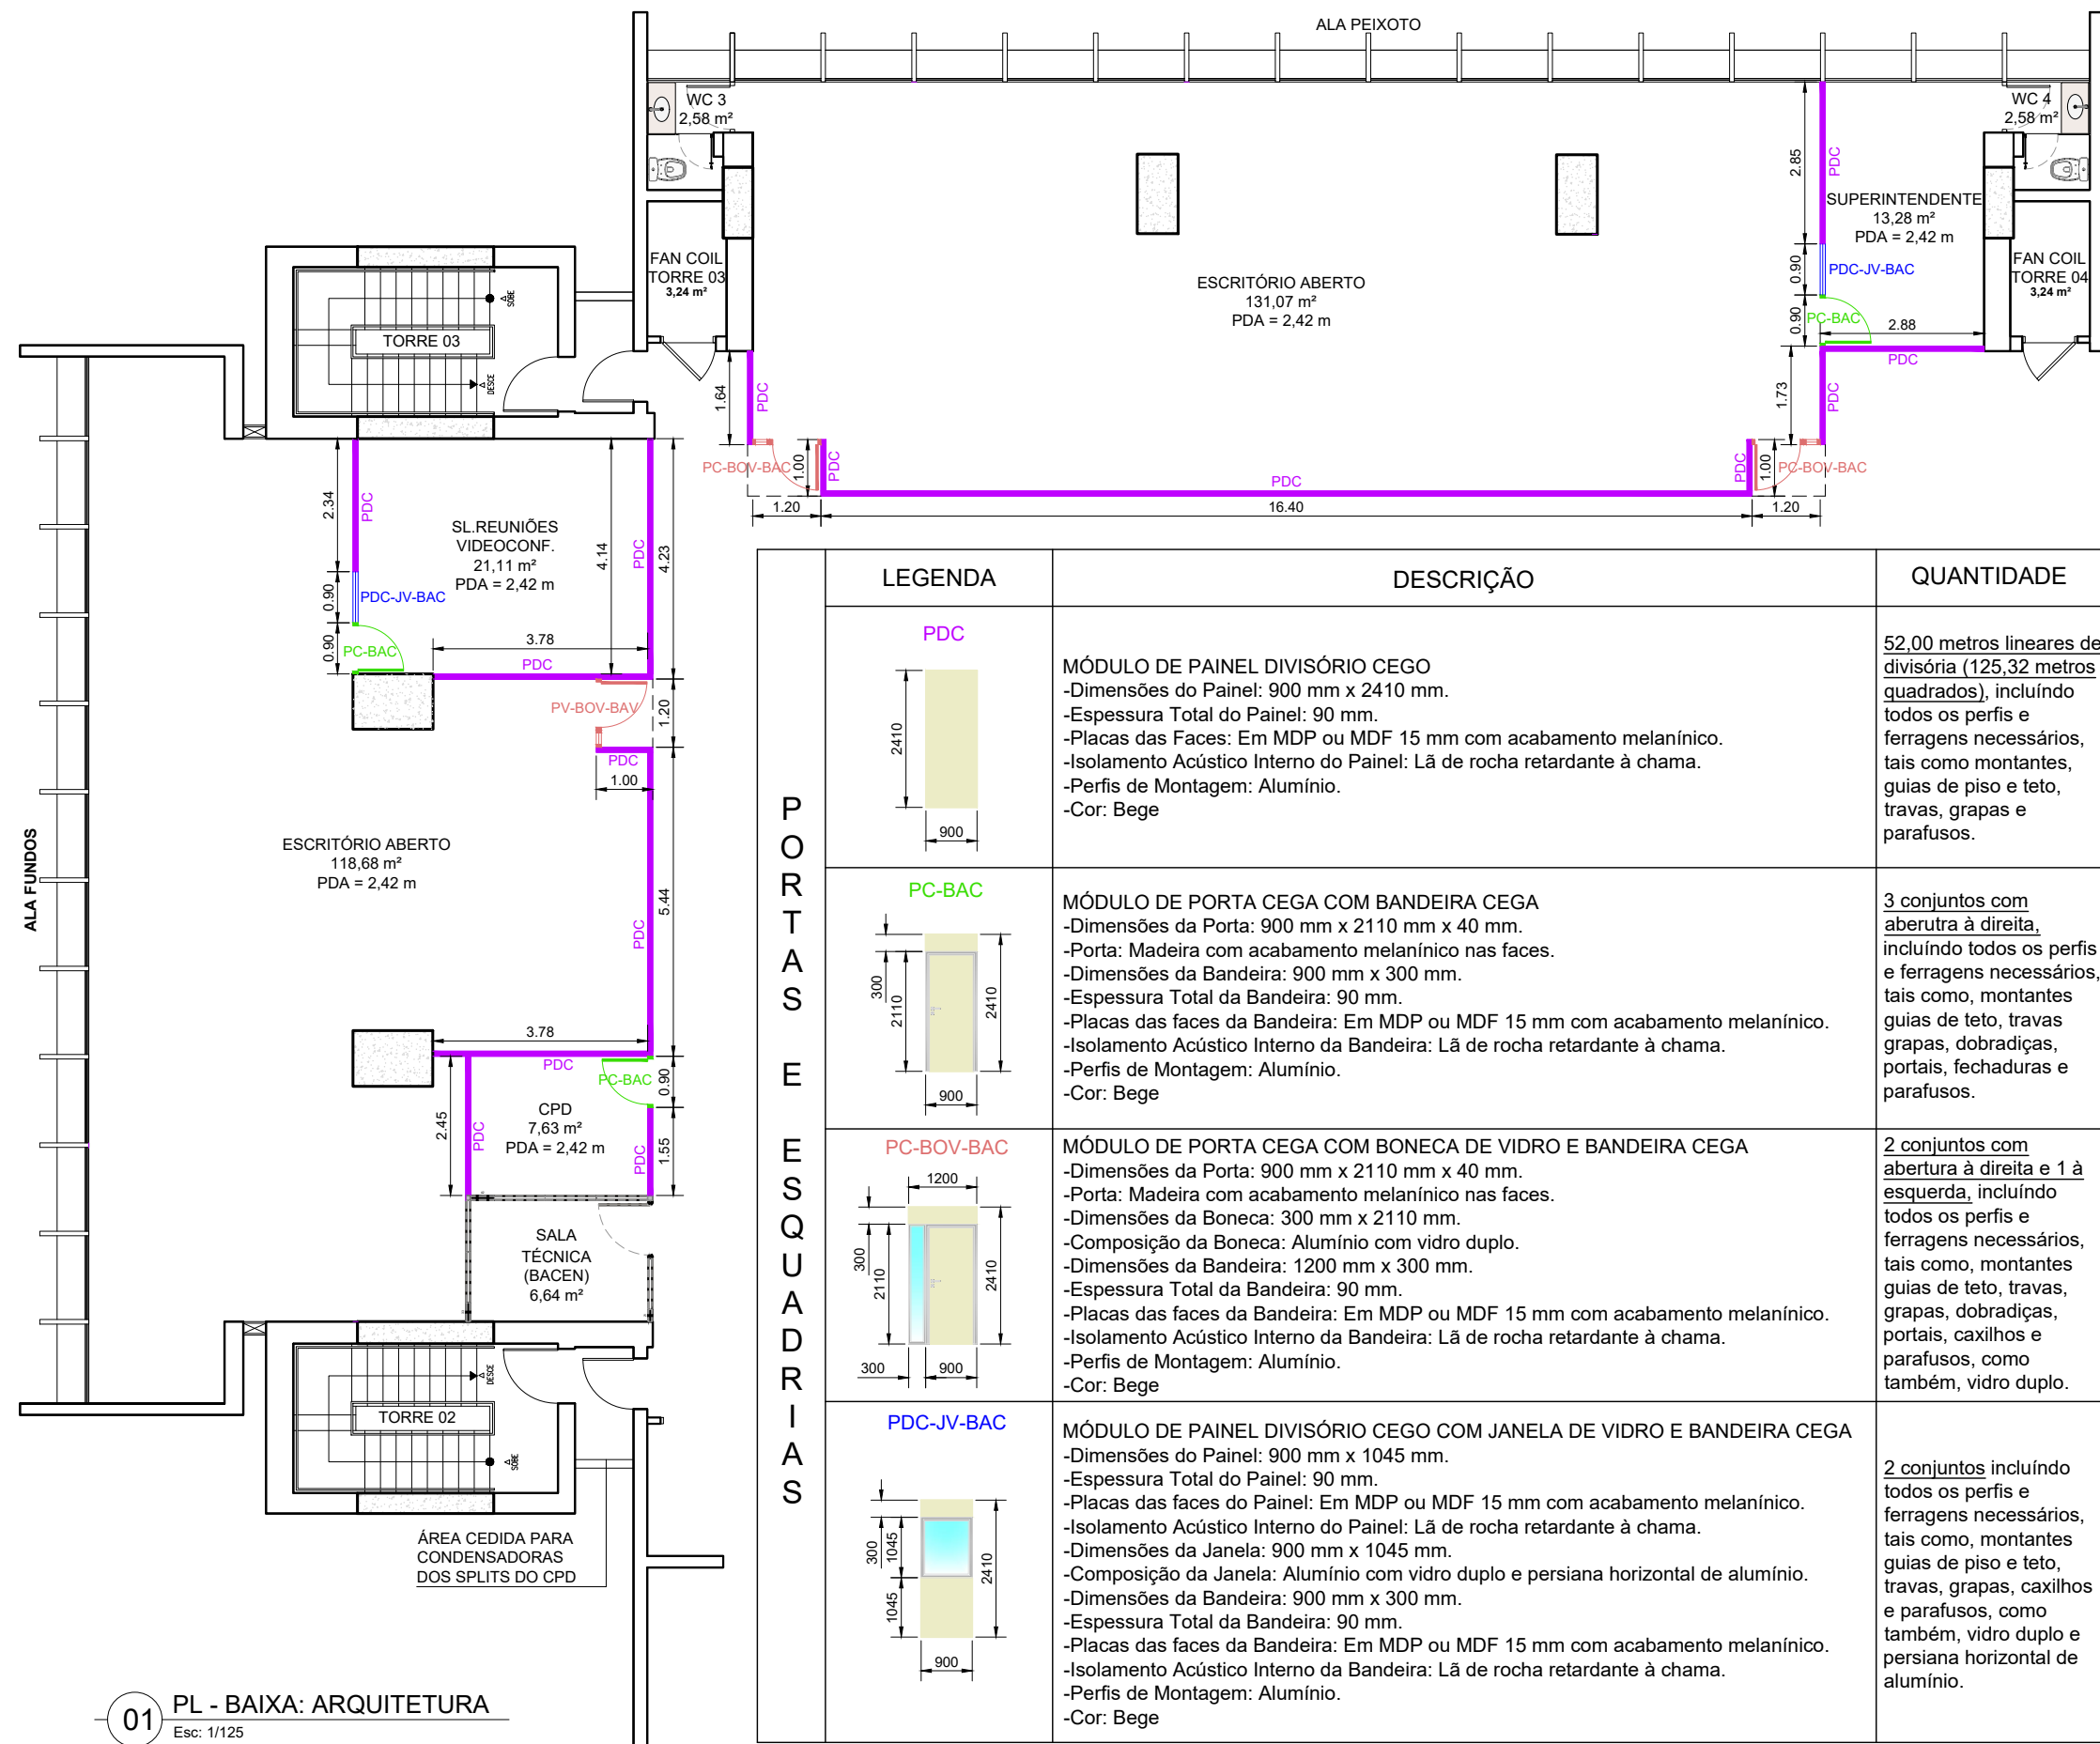 ALA PEIXOTO
WC 3
2,58 m²
WC 4
2,58 m²
2.85
PDC
SUPERINTENDENTE
13,28 m²
PDA = 2,42 m
FAN COIL
TORRE 03
3,24 m²
ESCRITÓRIO ABERTO
131,07 m²
PDA = 2,42 m
0.90
PDC-JV-BAC
FAN COIL
TORRE 04
3,24 m²
0.90
PC-BAC
2.88
PDC
SOBE
TORRE 03
DESCE
1.64
PDC
1.73
PDC
PC-BOV-BAC
1.00
PDC
PDC
PDC
1.00
PC-BOV-BAC
1.20
16.40
1.20
2.34
PDC
SL.REUNIÕES
VIDEOCONF.
21,11 m²
PDA = 2,42 m
4.14
PDC
4.23
0.90
PDC-JV-BAC
0.90
PC-BAC
3.78
PDC
PV-BOV-BAV
1.20
PDC
1.00
ALA FUNDOS
ESCRITÓRIO ABERTO
118,68 m²
PDA = 2,42 m
PDC
5.44
3.78
PDC
PC-BAC
0.90
2.45
PDC
CPD
7,63 m²
PDA = 2,42 m
PDC
1.55
SALA
TÉCNICA
(BACEN)
6,64 m²
DESCE
TORRE 02
SOBE
ÁREA CEDIDA PARA
CONDENSADORAS
DOS SPLITS DO CPD
01
PL - BAIXA: ARQUITETURA
Esc: 1/125
PORTAS E ESQUADRIAS
LEGENDA
DESCRIÇÃO
QUANTIDADE
PDC
2410
900
MÓDULO DE PAINEL DIVISÓRIO CEGO
-Dimensões do Painel: 900 mm x 2410 mm.
-Espessura Total do Painel: 90 mm.
-Placas das Faces: Em MDP ou MDF 15 mm com acabamento melanínico.
-Isolamento Acústico Interno do Painel: Lã de rocha retardante à chama.
-Perfis de Montagem: Alumínio.
-Cor: Bege
52,00 metros lineares de
divisória (125,32 metros
quadrados), incluíndo
todos os perfis e
ferragens necessários,
tais como montantes,
guias de piso e teto,
travas, grapas e
parafusos.
PC-BAC
300
2110
2410
900
MÓDULO DE PORTA CEGA COM BANDEIRA CEGA
-Dimensões da Porta: 900 mm x 2110 mm x 40 mm.
-Porta: Madeira com acabamento melanínico nas faces.
-Dimensões da Bandeira: 900 mm x 300 mm.
-Espessura Total da Bandeira: 90 mm.
-Placas das faces da Bandeira: Em MDP ou MDF 15 mm com acabamento melanínico.
-Isolamento Acústico Interno da Bandeira: Lã de rocha retardante à chama.
-Perfis de Montagem: Alumínio.
-Cor: Bege
3 conjuntos com
aberutra à direita,
incluíndo todos os perfis
e ferragens necessários,
tais como, montantes
guias de teto, travas
grapas, dobradiças,
portais, fechaduras e
parafusos.
PC-BOV-BAC
1200
300
2110
2410
300
900
MÓDULO DE PORTA CEGA COM BONECA DE VIDRO E BANDEIRA CEGA
-Dimensões da Porta: 900 mm x 2110 mm x 40 mm.
-Porta: Madeira com acabamento melanínico nas faces.
-Dimensões da Boneca: 300 mm x 2110 mm.
-Composição da Boneca: Alumínio com vidro duplo.
-Dimensões da Bandeira: 1200 mm x 300 mm.
-Espessura Total da Bandeira: 90 mm.
-Placas das faces da Bandeira: Em MDP ou MDF 15 mm com acabamento melanínico.
-Isolamento Acústico Interno da Bandeira: Lã de rocha retardante à chama.
-Perfis de Montagem: Alumínio.
-Cor: Bege
2 conjuntos com
abertura à direita e 1 à
esquerda, incluíndo
todos os perfis e
ferragens necessários,
tais como, montantes
guias de teto, travas,
grapas, dobradiças,
portais, caxilhos e
parafusos, como
também, vidro duplo.
PDC-JV-BAC
300
1045
1045
2410
900
MÓDULO DE PAINEL DIVISÓRIO CEGO COM JANELA DE VIDRO E BANDEIRA CEGA
-Dimensões do Painel: 900 mm x 1045 mm.
-Espessura Total do Painel: 90 mm.
-Placas das faces do Painel: Em MDP ou MDF 15 mm com acabamento melanínico.
-Isolamento Acústico Interno do Painel: Lã de rocha retardante à chama.
-Dimensões da Janela: 900 mm x 1045 mm.
-Composição da Janela: Alumínio com vidro duplo e persiana horizontal de alumínio.
-Dimensões da Bandeira: 900 mm x 300 mm.
-Espessura Total da Bandeira: 90 mm.
-Placas das faces da Bandeira: Em MDP ou MDF 15 mm com acabamento melanínico.
-Isolamento Acústico Interno da Bandeira: Lã de rocha retardante à chama.
-Perfis de Montagem: Alumínio.
-Cor: Bege
2 conjuntos incluíndo
todos os perfis e
ferragens necessários,
tais como, montantes
guias de piso e teto,
travas, grapas, caxilhos
e parafusos, como
também, vidro duplo e
persiana horizontal de
alumínio.